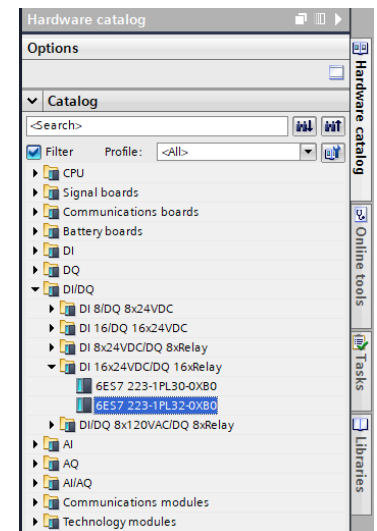 Hardware catalog
Options
Catalog
<Search>
Filter Profile: <All>
CPU
Signal boards
Communications boards
Battery boards
DI
DQ
DI/DQ
DI 8/DQ 8x24VDC
DI 16/DQ 16x24VDC
DI 8x24VDC/DQ 8xRelay
DI 16x24VDC/DQ 16xRelay
6ES7 223-1PL30-0XB0
6ES7 223-1PL32-0XB0
DI/DQ 8x120VAC/DQ 8xRelay
AI
AQ
AI/AQ
Communications modules
Technology modules
Hardware catalog
Online tools
Tasks
Libraries